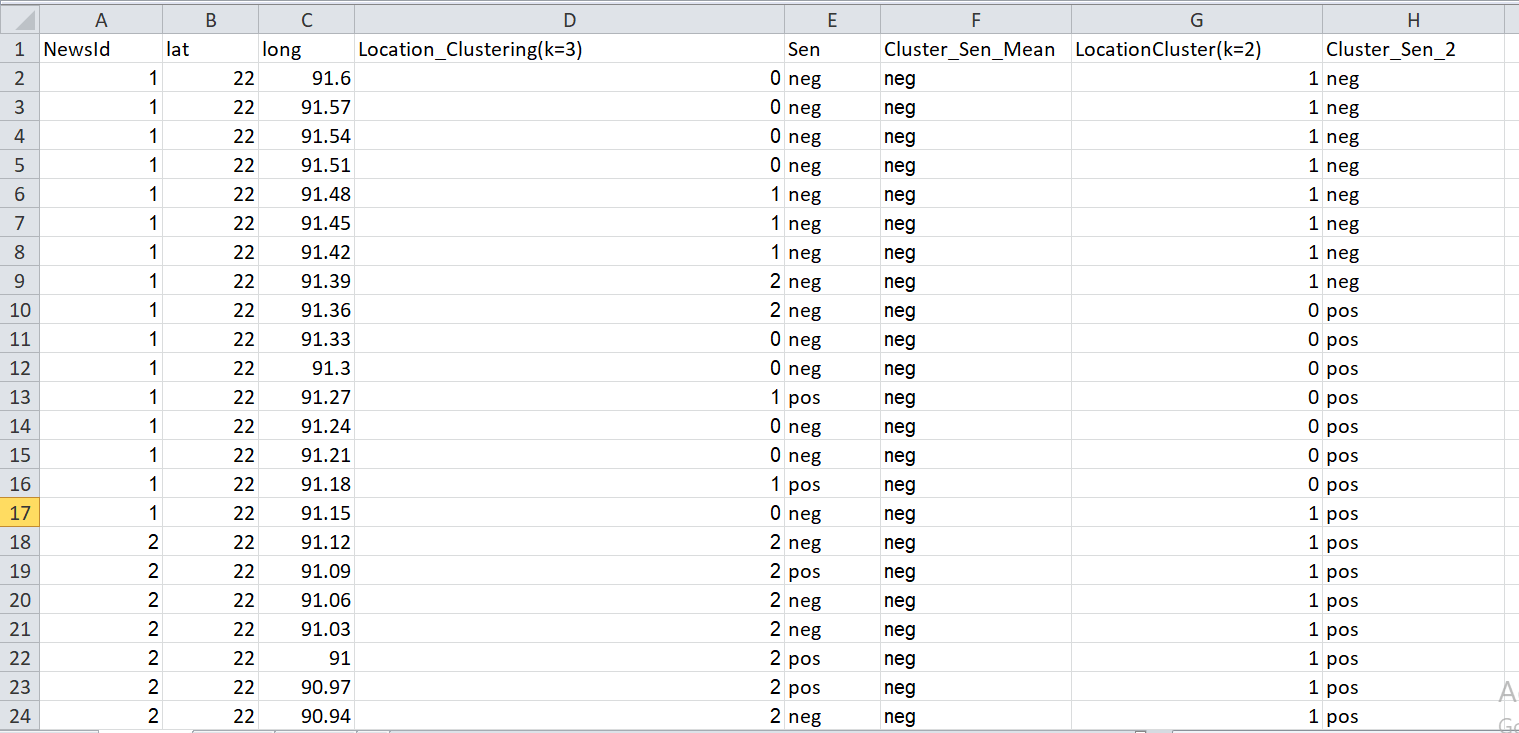 A B C D E F G H
1 NewsId lat long Location_Clustering(k=3) Sen Cluster_Sen_Mean LocationCluster(k=2) Cluster_Sen_2
2 1 22 91.6 0 neg neg 1 neg
3 1 22 91.57 0 neg neg 1 neg
4 1 22 91.54 0 neg neg 1 neg
5 1 22 91.51 0 neg neg 1 neg
6 1 22 91.48 1 neg neg 1 neg
7 1 22 91.45 1 neg neg 1 neg
8 1 22 91.42 1 neg neg 1 neg
9 1 22 91.39 2 neg neg 1 neg
10 1 22 91.36 2 neg neg 0 pos
11 1 22 91.33 0 neg neg 0 pos
12 1 22 91.3 0 neg neg 0 pos
13 1 22 91.27 1 pos neg 0 pos
14 1 22 91.24 0 neg neg 0 pos
15 1 22 91.21 0 neg neg 0 pos
16 1 22 91.18 1 pos neg 0 pos
17 1 22 91.15 0 neg neg 1 pos
18 2 22 91.12 2 neg neg 1 pos
19 2 22 91.09 2 pos neg 1 pos
20 2 22 91.06 2 neg neg 1 pos
21 2 22 91.03 2 neg neg 1 pos
22 2 22 91 2 pos neg 1 pos
23 2 22 90.97 2 pos neg 1 pos
24 2 22 90.94 2 neg neg 1 pos